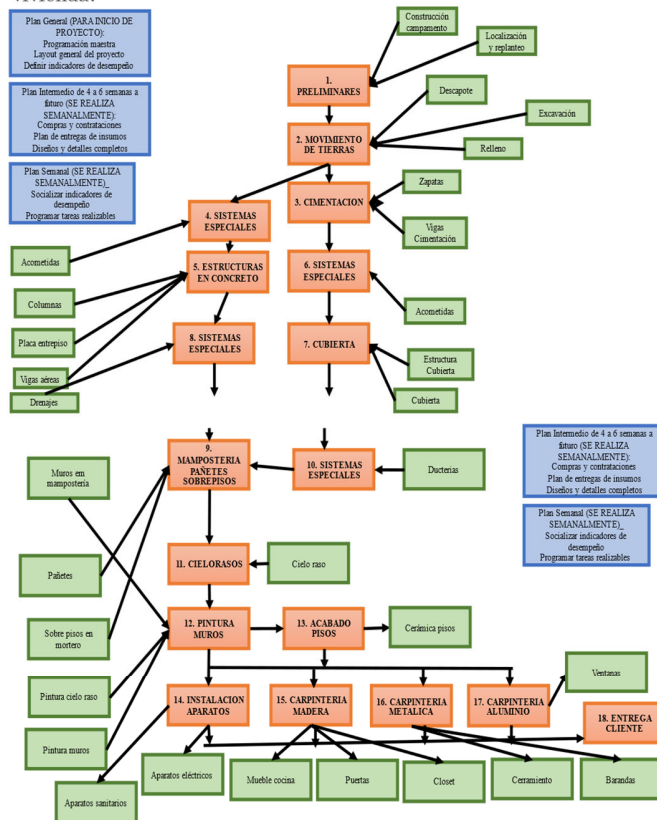 vivienda.
Plan General (PARA INICIO DE
PROYECTO):
Programación maestra
Layout general del proyecto
Definir indicadores de desempeño
Plan Intermedio de 4 a 6 semanas a
futuro (SE REALIZA
SEMANALMENTE):
Compras y contrataciones
Plan de entregas de insumos
Diseños y detalles completos
Plan Semanal (SE REALIZA
SEMANALMENTE)_
Socializar indicadores de
desempeño
Programar tareas realizables
Construcción
campamento
Localización
y replanteo
1.
PRELIMINARES
Descapote
Excavación
2. MOVIMIENTO
DE TIERRAS
Relleno
Zapatas
3. CIMENTACION
4. SISTEMAS
ESPECIALES
Vigas
Cimentación
Acometidas
5. ESTRUCTURAS
EN CONCRETO
6. SISTEMAS
ESPECIALES
Columnas
Acometidas
Placa entrepiso
8. SISTEMAS
ESPECIALES
7. CUBIERTA
Estructura
Cubierta
Vigas aéreas
Drenajes
Cubierta
Plan Intermedio de 4 a 6 semanas a
futuro (SE REALIZA
SEMANALMENTE):
Compras y contrataciones
Plan de entregas de insumos
Diseños y detalles completos
9.
MAMPOSTERIA
PAÑETES
SOBREPISOS
10. SISTEMAS
ESPECIALES
Ducterias
Muros em
mampostería
Plan Semanal (SE REALIZA
SEMANALMENTE)_
Socializar indicadores de
desempeño
Programar tareas realizables
11. CIELORASOS
Cielo raso
Pañetes
Sobre pisos en
mortero
12. PINTURA
MUROS
13. ACABADO
PISOS
Cerámica pisos
Pintura cielo raso
14. INSTALACION
APARATOS
15. CARPINTERIA
MADERA
16. CARPINTERIA
METALICA
17. CARPINTERIA
ALUMINIO
Ventanas
18. ENTREGA
CLIENTE
Pintura muros
Aparatos sanitarios
Aparatos eléctricos
Mueble cocina
Puertas
Closet
Cerramiento
Barandas